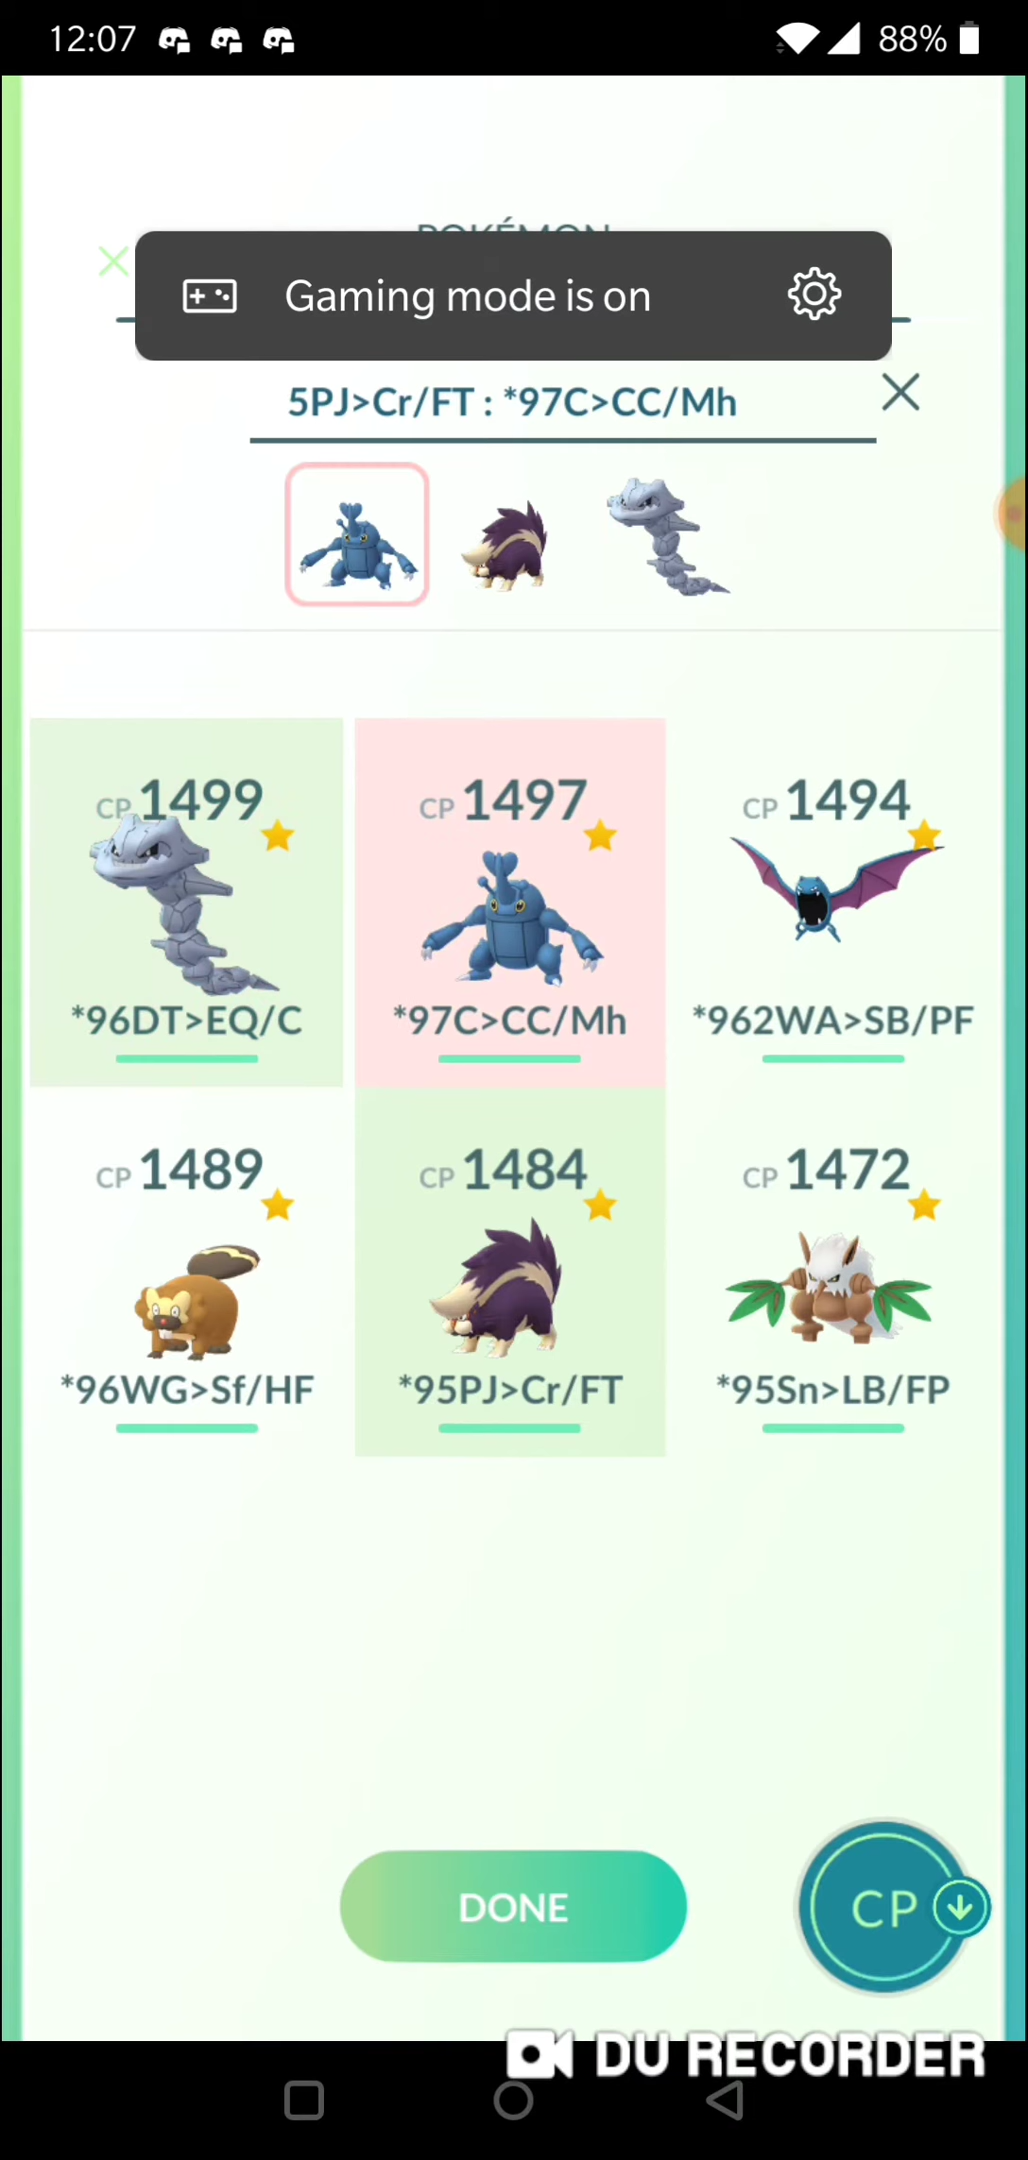 12:07 88%
POKÉMON
Gaming mode is on
5PJ>Cr/FT : *97C>CC/Mh
CP 1499 CP 1497 CP 1494
*96DT>EQ/C *97C>CC/Mh *962WA>SB/PF
CP 1489 CP 1484 CP 1472
*96WG>Sf/HF *95PJ>Cr/FT *95Sn>LB/FP
DONE
CP
DU RECORDER